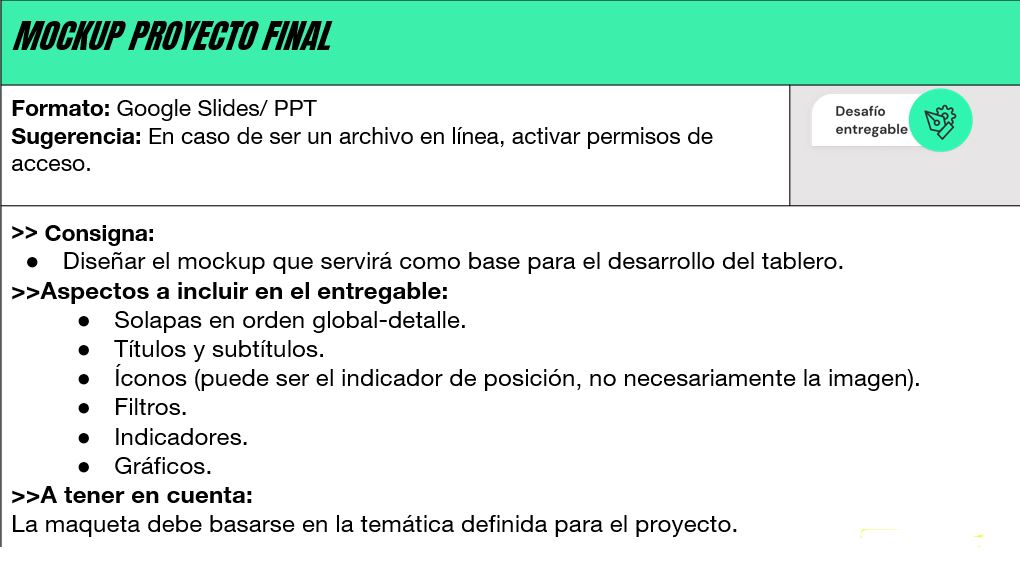 MOCKUP PROYECTO FINAL
Formato: Google Slides/ PPT
Sugerencia: En caso de ser un archivo en línea, activar permisos de
acceso.
Desafío
entregable
>> Consigna:
● Diseñar el mockup que servirá como base para el desarrollo del tablero.
>>Aspectos a incluir en el entregable:
● Solapas en orden global-detalle.
● Títulos y subtítulos.
● Íconos (puede ser el indicador de posición, no necesariamente la imagen).
● Filtros.
● Indicadores.
● Gráficos.
>>A tener en cuenta:
La maqueta debe basarse en la temática definida para el proyecto.